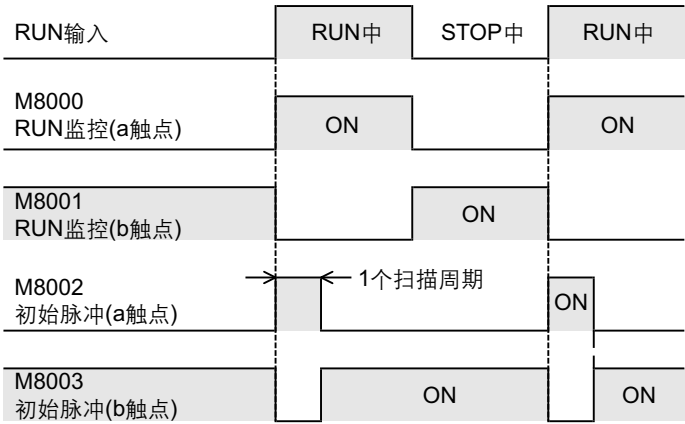 RUN输入
RUN中
STOP中
RUN中
M8000
RUN监控(a触点)
ON
ON
M8001
RUN监控(b触点)
ON
M8002
初始脉冲(a触点)
1个扫描周期
ON
M8003
初始脉冲(b触点)
ON
ON